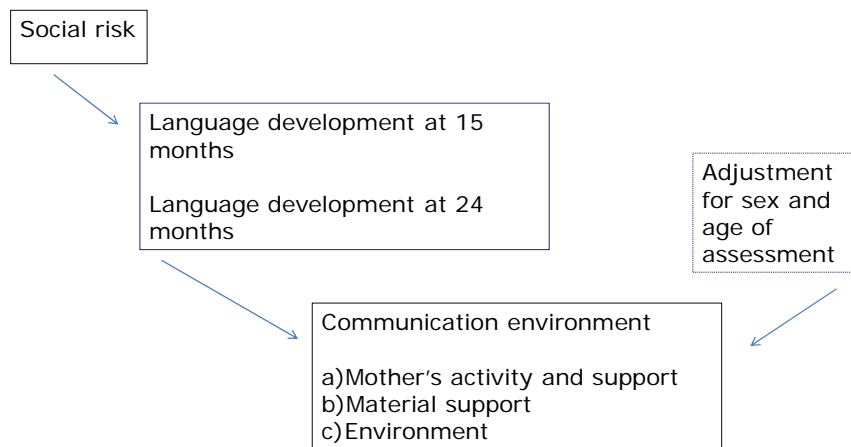 Social risk
Language development at 15
months
Language development at 24
months
Adjustment
for sex and
age of
assessment
Communication environment
a)Mother's activity and support
b)Material support
c)Environment